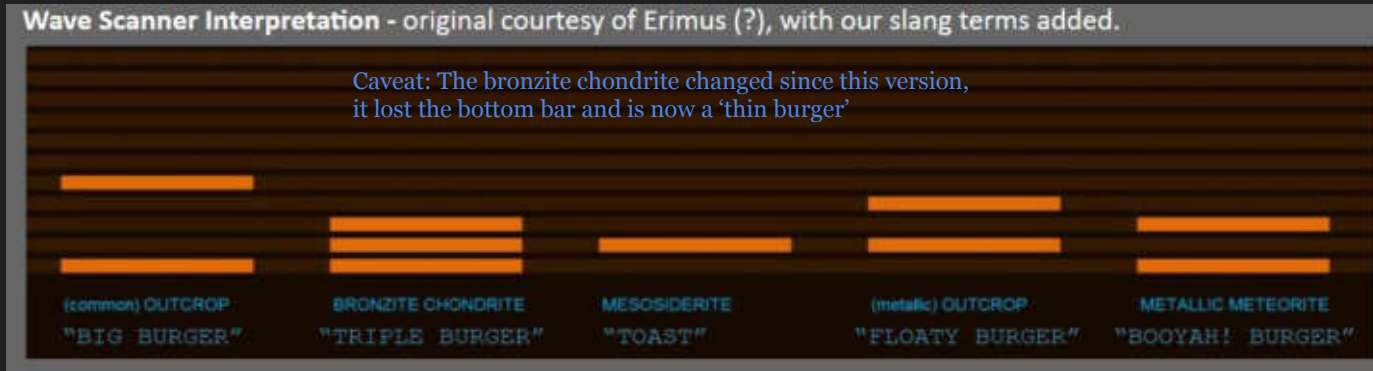 Wave Scanner Interpretation - original courtesy of Erimus (?), with our slang terms added.
Caveat: The bronzite chondrite changed since this version,
it lost the bottom bar and is now a ‘thin burger’
(common) OUTCROP BRONZITE CHONDRITE MESOSIDERITE (metallic) OUTCROP METALLIC METEORITE
"BIG BURGER" "TRIPLE BURGER" "TOAST" "FLOATY BURGER" "BOOYAH! BURGER"